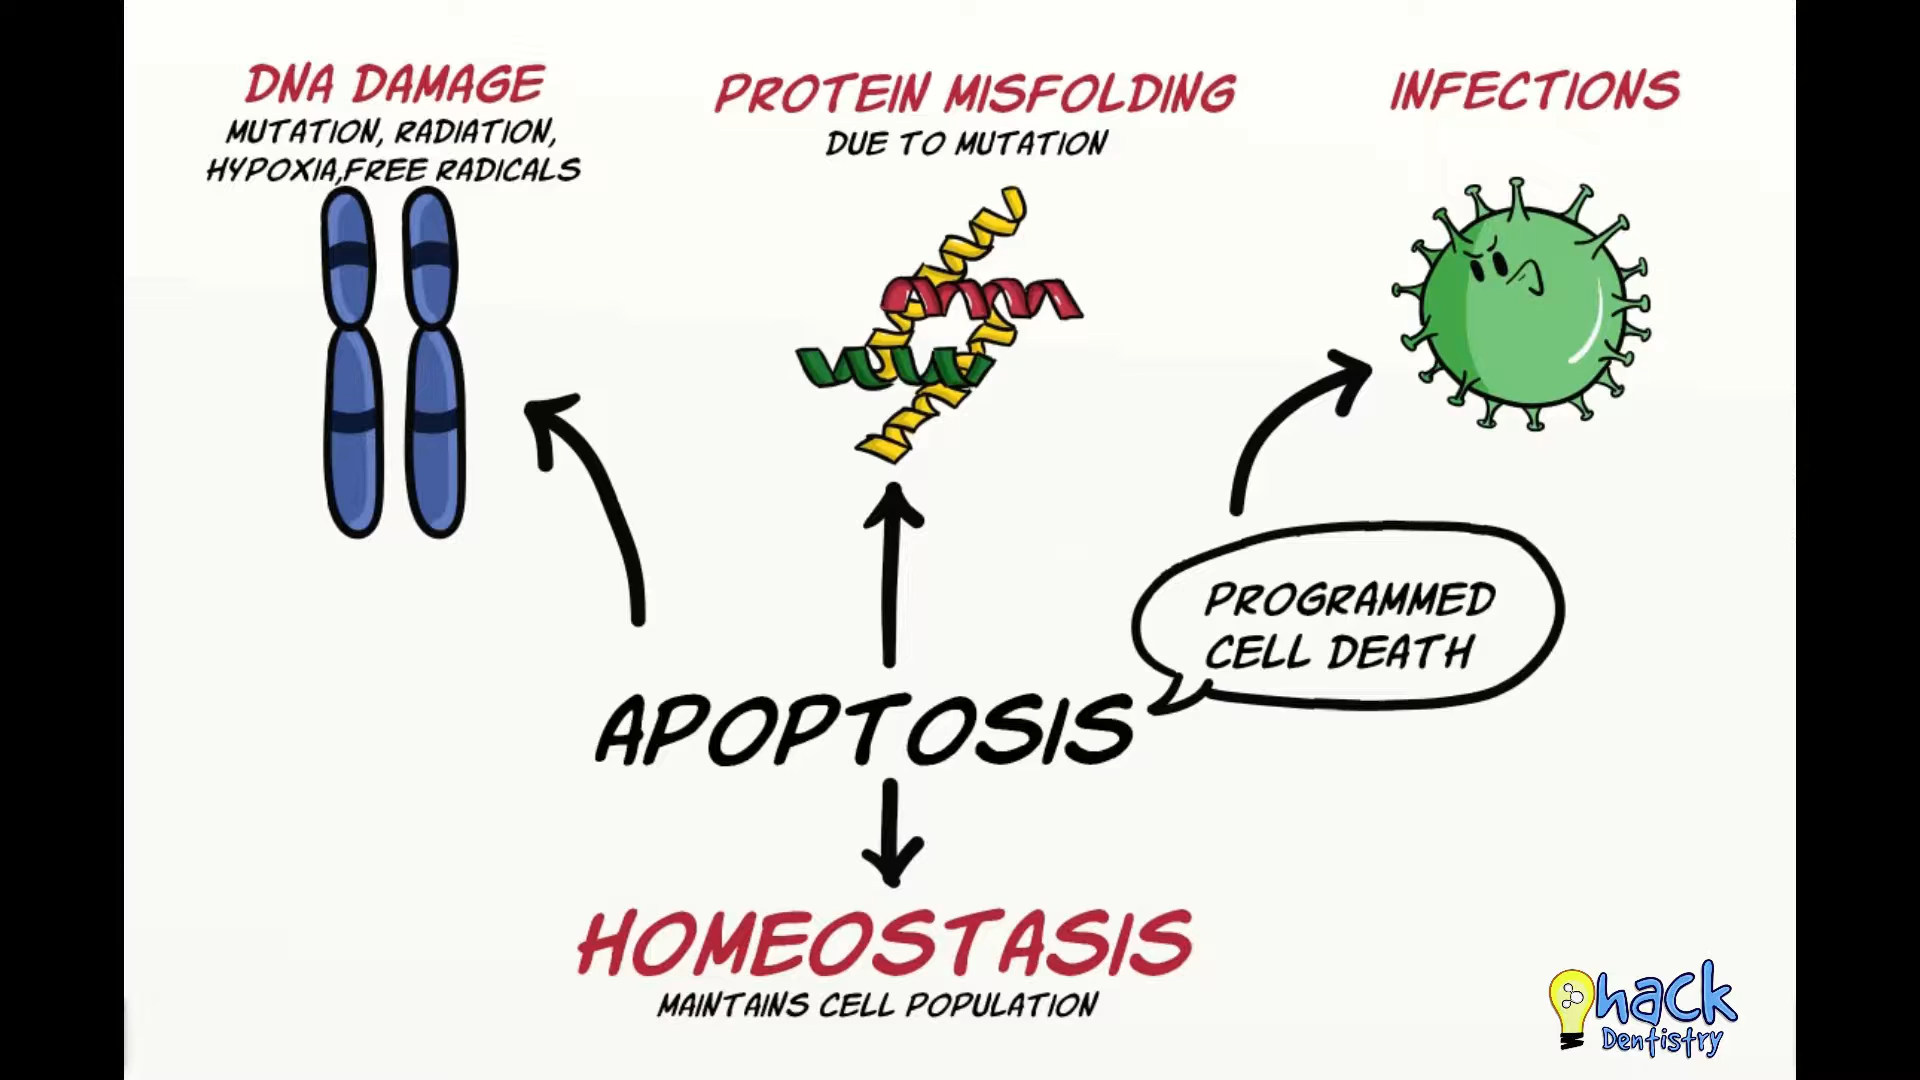 DNA DAMAGE
MUTATION, RADIATION,
HYPOXIA,FREE RADICALS
PROTEIN MISFOLDING
DUE TO MUTATION
INFECTIONS
PROGRAMMED
CELL DEATH
APOPTOSIS
HOMEOSTASIS
MAINTAINS CELL POPULATION
hack
Dentistry